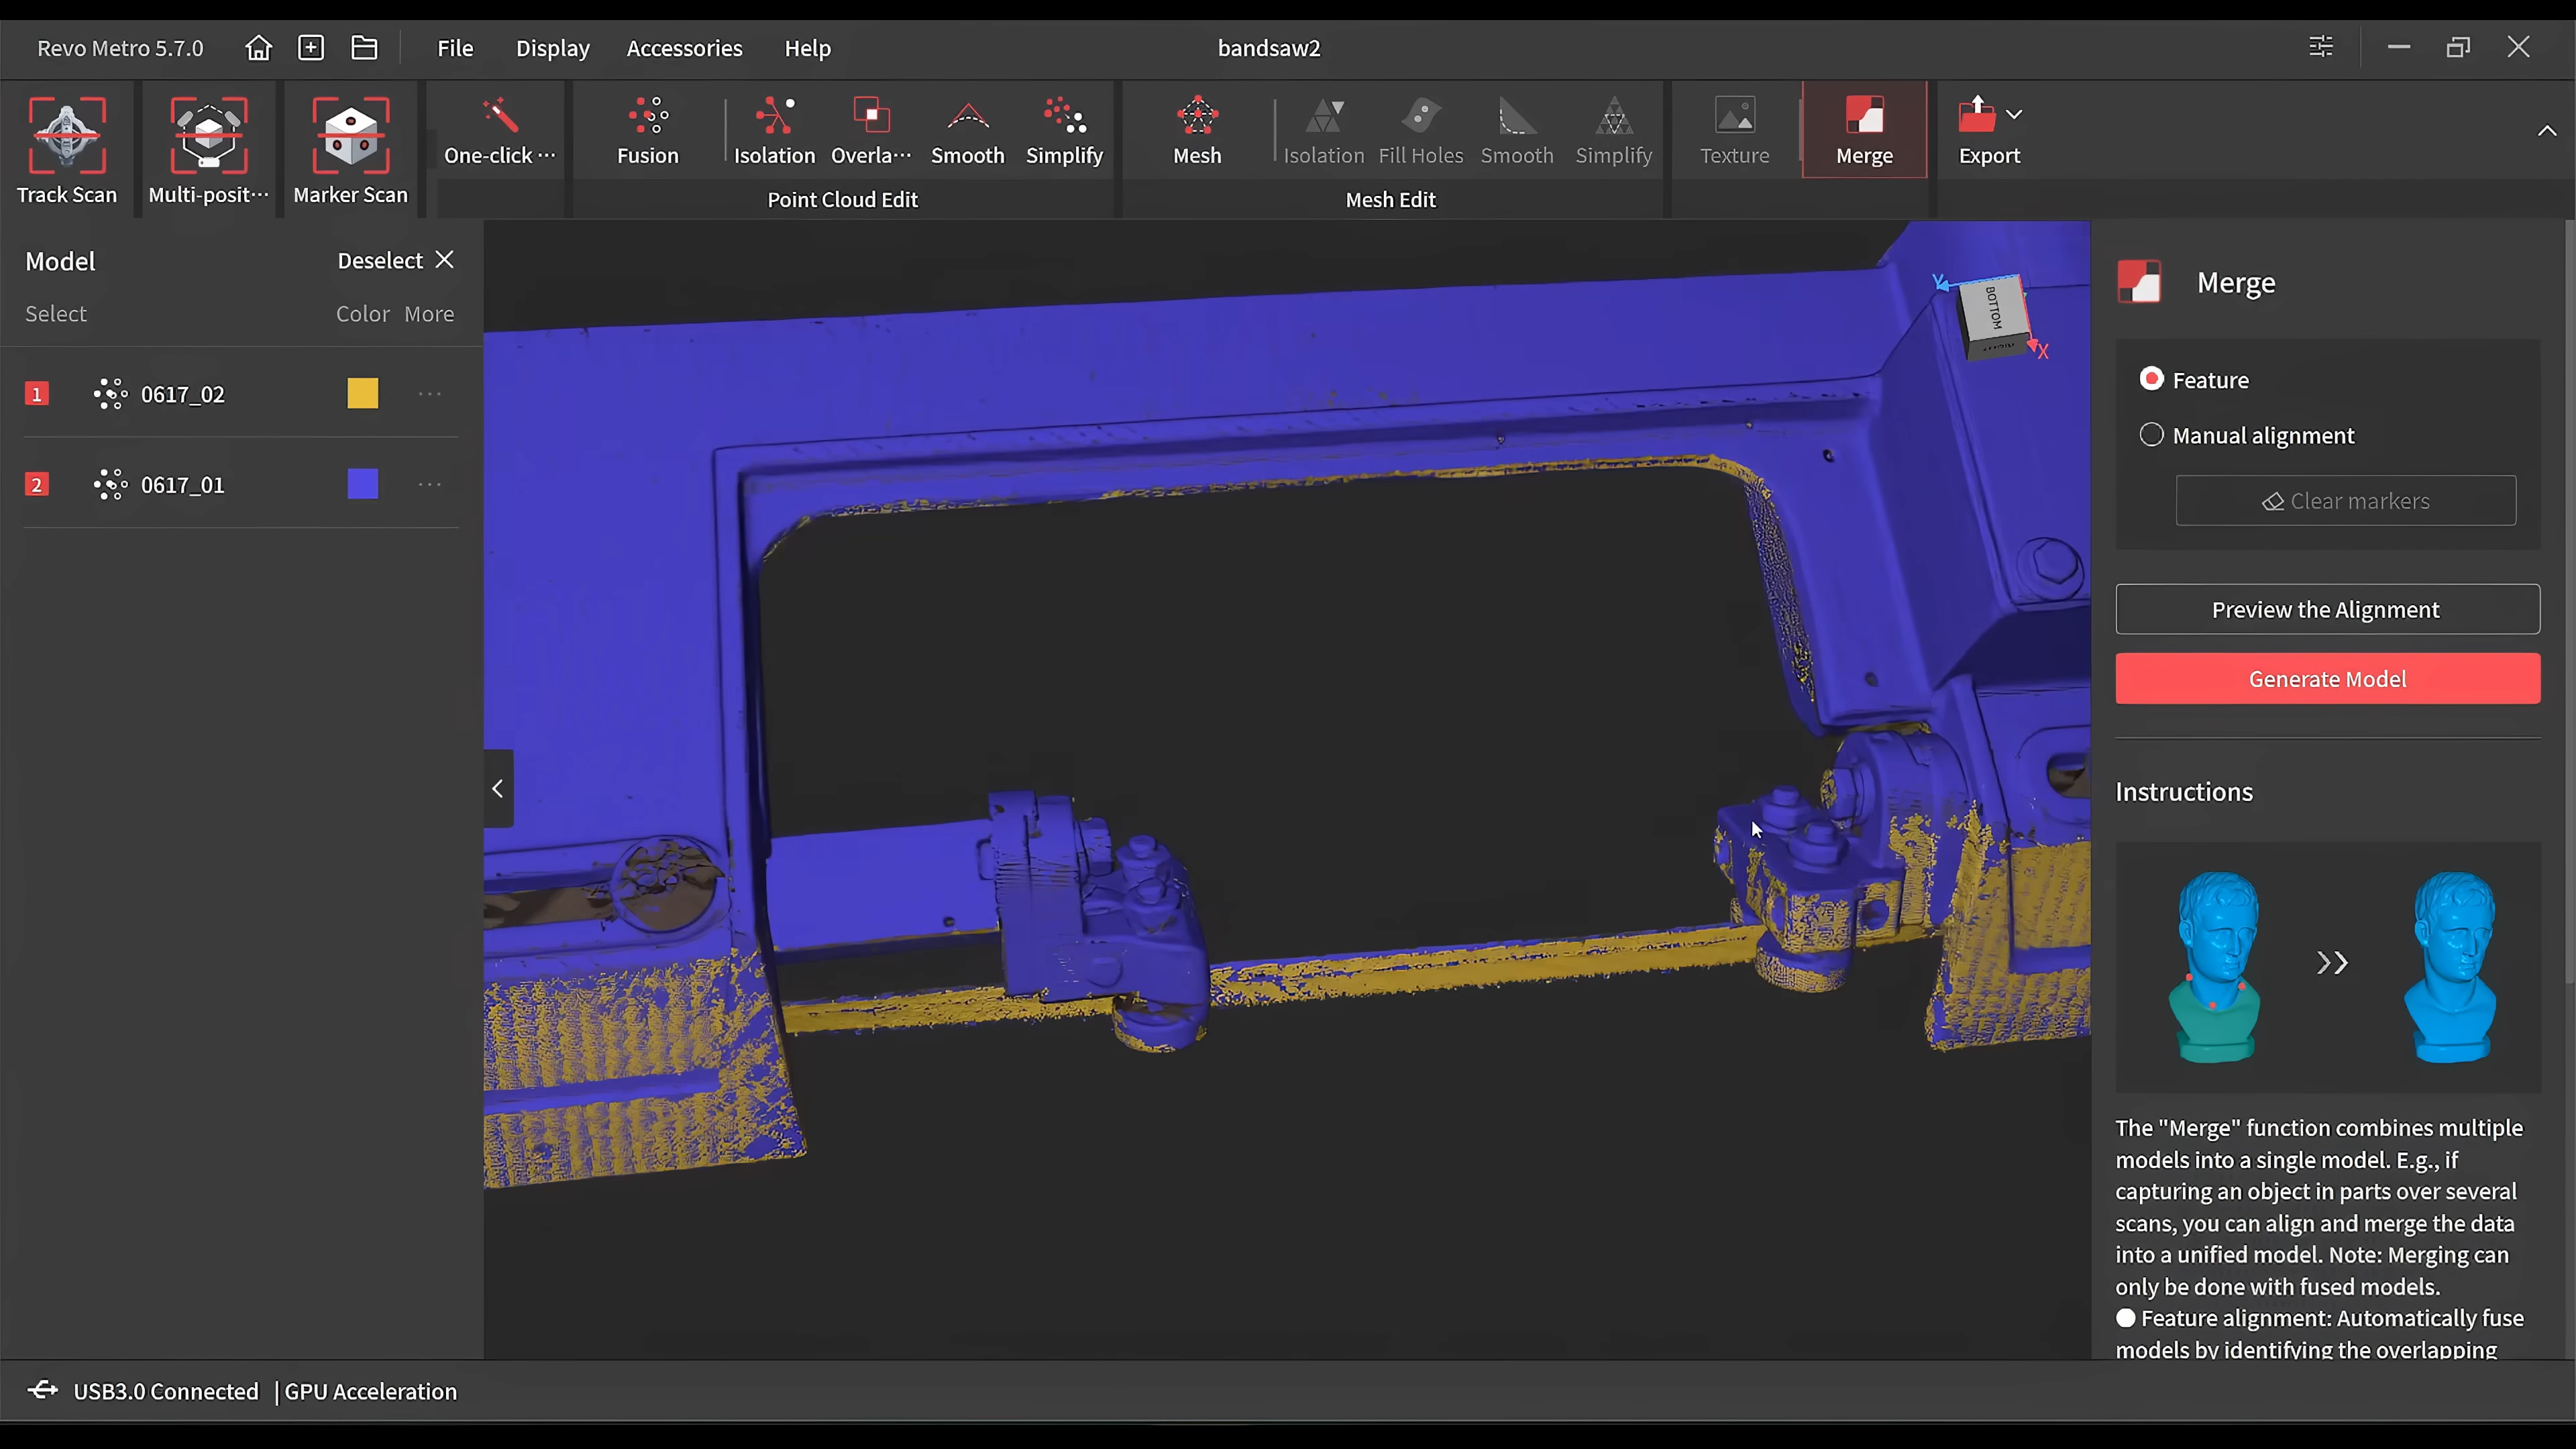 Revo Metro 5.7.0
File
Display
Accessories
Help
bandsaw2
Track Scan
Multi-posit···
Marker Scan
One-click ···
Fusion
Isolation
Overla···
Smooth
Simplify
Point Cloud Edit
Mesh
Isolation
Fill Holes
Smooth
Simplify
Mesh Edit
Texture
Merge
Export
Model
Deselect
Select
Color
More
1
0617_02
2
0617_01
Y
BOTTOM
X
Merge
Feature
Manual alignment
Clear markers
Preview the Alignment
Generate Model
Instructions
The "Merge" function combines multiple
models into a single model. E.g., if
capturing an object in parts over several
scans, you can align and merge the data
into a unified model. Note: Merging can
only be done with fused models.
Feature alignment: Automatically fuse
models by identifying the overlapping
USB3.0 Connected | GPU Acceleration